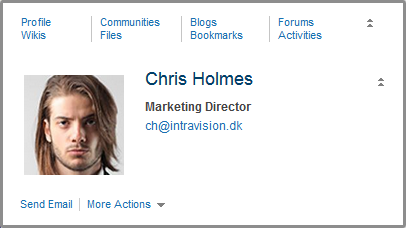 Profile Communities Blogs Forums
Wikis Files Bookmarks Activities
Chris Holmes
Marketing Director
ch@intravision.dk
Send Email More Actions